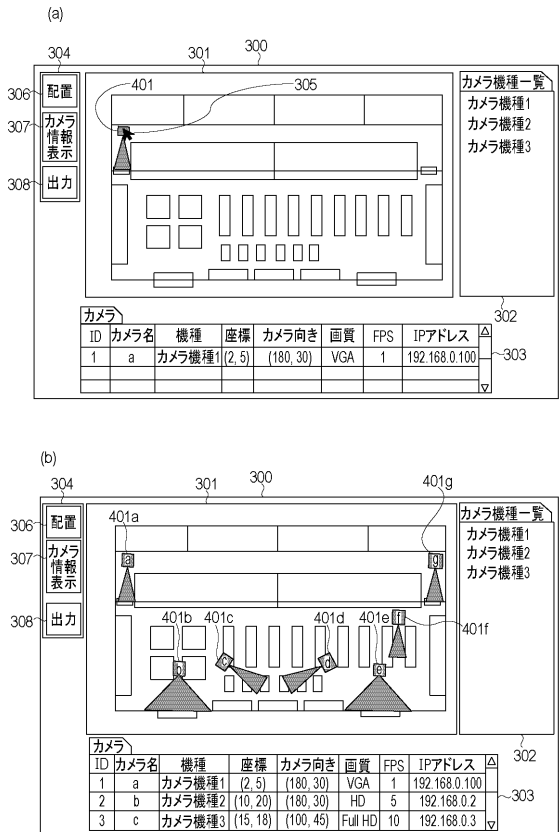 (a)
304
301
300
306
配置
401
305
カメラ機種一覧
カメラ機種1
カメラ機種2
カメラ機種3
307
カメラ
情報
表示
308
出力
302
カメラ
ID カメラ名 機種 座標 カメラ向き 画質 FPS IPアドレス
1 a カメラ機種1 (2, 5) (180, 30) VGA 1 192.168.0.100
303
(b)
304
301
300
401g
306
配置
401a
カメラ機種一覧
カメラ機種1
カメラ機種2
カメラ機種3
307
カメラ
情報
表示
a
g
308
出力
401b
401c
401d
401e
f
401f
b
c
d
e
302
カメラ
ID カメラ名 機種 座標 カメラ向き 画質 FPS IPアドレス
1 a カメラ機種1 (2, 5) (180, 30) VGA 1 192.168.0.100
303
2 b カメラ機種2 (10, 20) (180, 30) HD 5 192.168.0.2
3 c カメラ機種3 (15, 18) (100, 45) Full HD 10 192.168.0.3